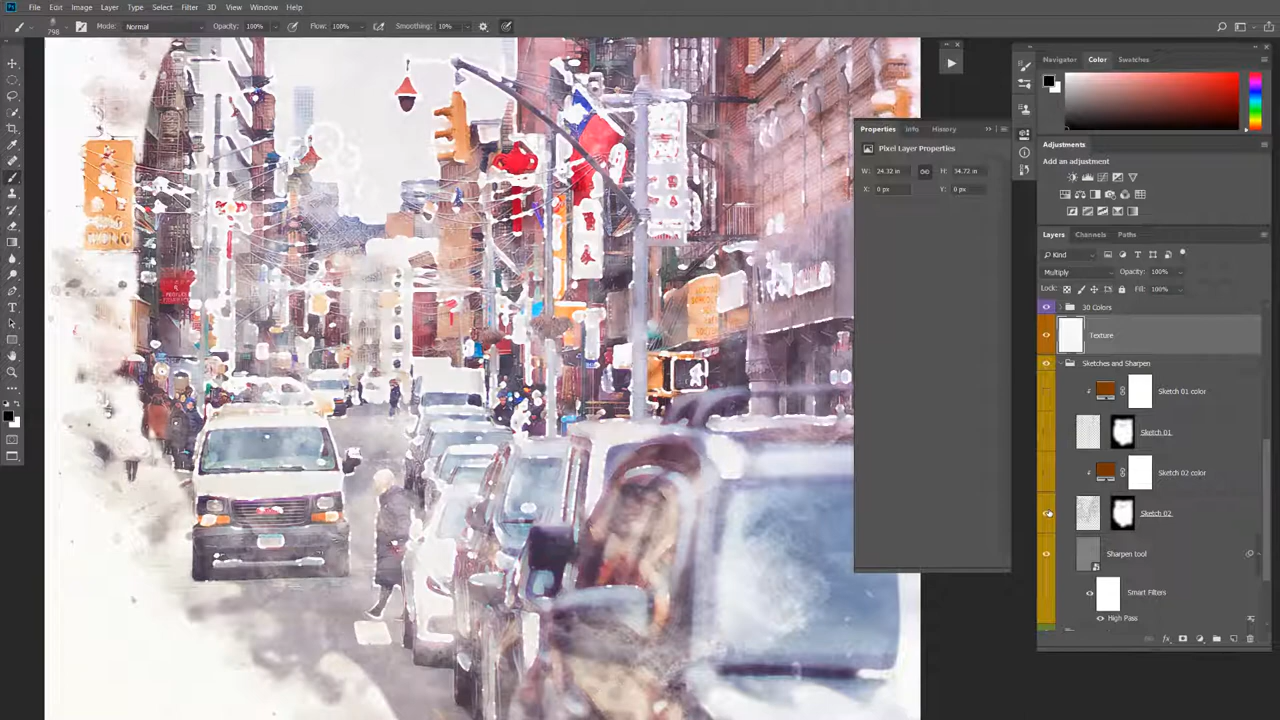 File Edit Image Layer Type Select Filter 3D View Window Help
798 Mode: Normal Opacity: 100% Flow: 100% Smoothing: 10%
Navigator Color Swatches
Properties Info History
Pixel Layer Properties
W: 24.32 in H: 34.72 in
X: 0 px Y: 0 px
Adjustments
Add an adjustment
Layers Channels Paths
Kind
Multiply Opacity: 100%
Lock: Fill: 100%
30 Colors
Texture
Sketches and Sharpen
Sketch 01 color
Sketch 01
Sketch 02 color
Sketch 02
Sharpen tool
Smart Filters
High Pass